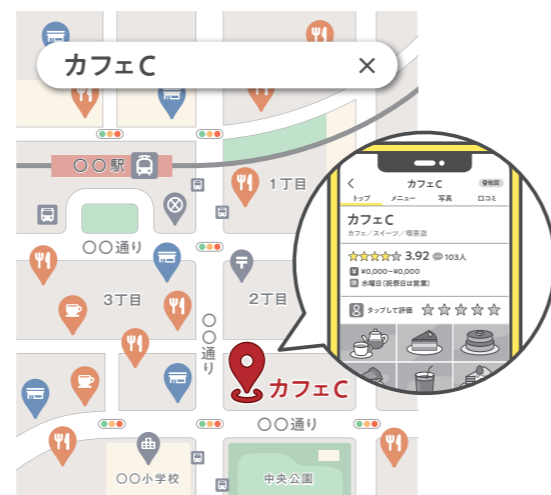 カフェC ×
〇〇駅
1丁目
〇〇通り
3丁目
2丁目
〇〇通り
カフェC
〇〇通り
〇〇小学校
中央公園
< カフェC 地図
トップ メニュー 写真 口コミ
カフェC
カフェ／スイーツ／喫茶店
3.92 103人
¥0,000~¥0,000
休 水曜日(祝祭日は営業)
タップして評価